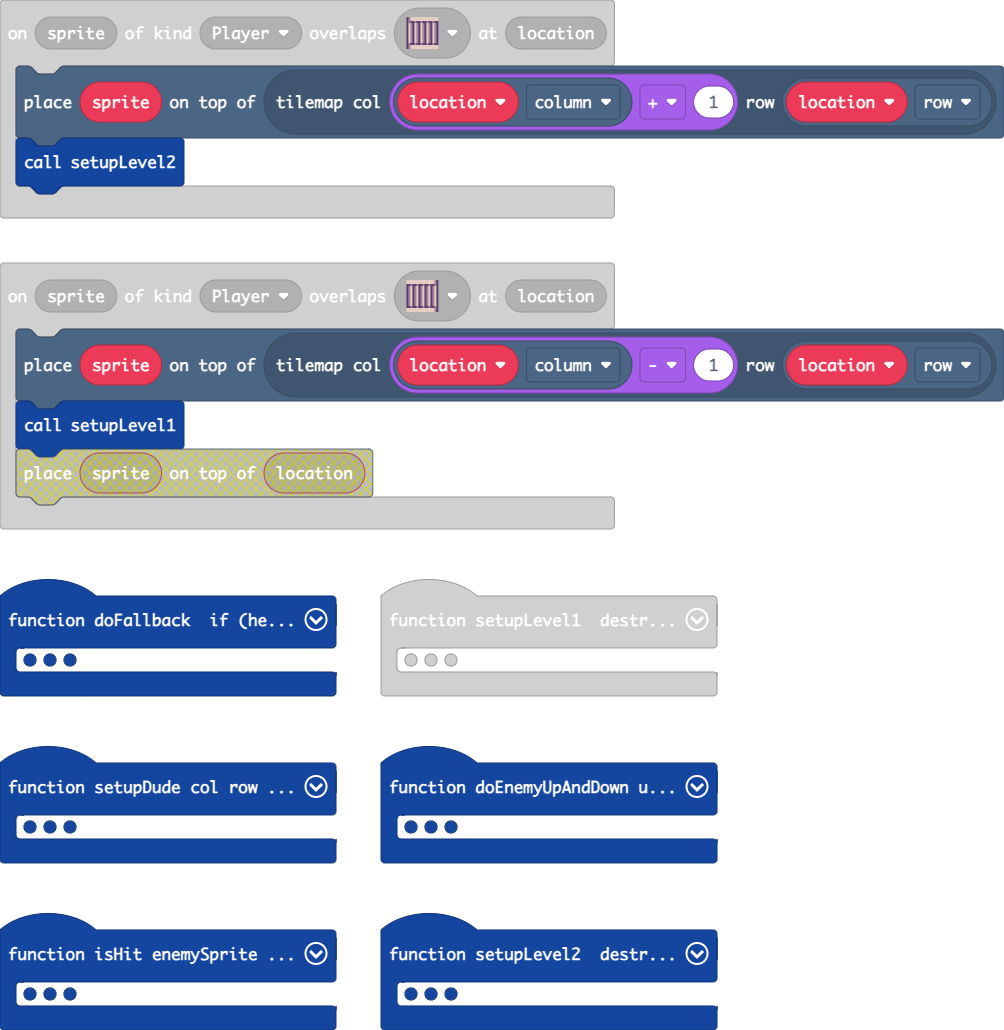 on sprite of kind Player overlaps at location
place sprite on top of tilemap col location column + 1 row location row
call setupLevel2
on sprite of kind Player overlaps at location
place sprite on top of tilemap col location column - 1 row location row
call setupLevel1
place sprite on top of location
function doFallback if (he...
function setupLevel1 destr...
function setupDude col row ...
function doEnemyUpAndDown u...
function isHit enemySprite ...
function setupLevel2 destr...